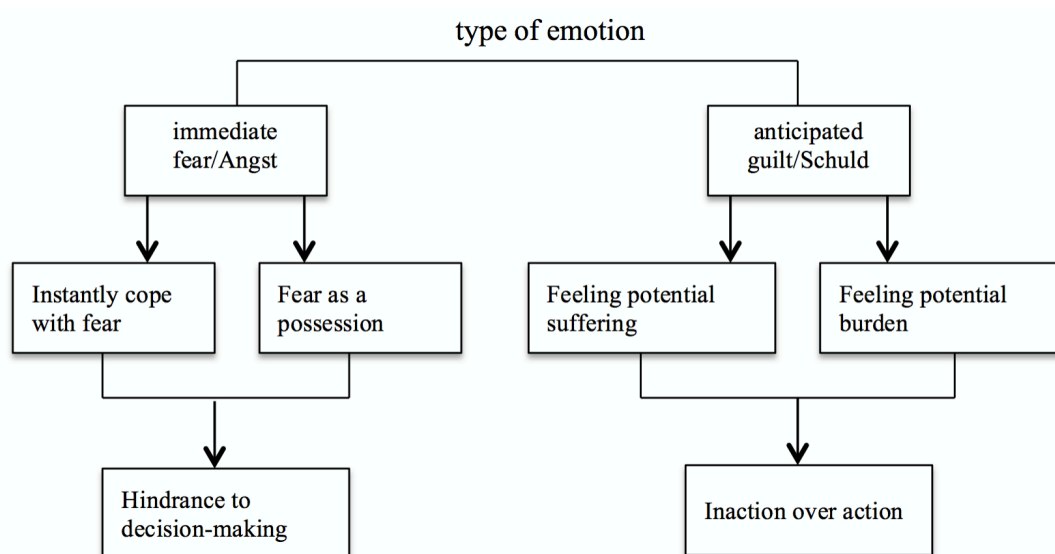 type of emotion
immediate
fear/Angst
anticipated
guilt/Schuld
Instantly cope
with fear
Fear as a
possession
Feeling potential
suffering
Feeling potential
burden
Hindrance to
decision-making
Inaction over action